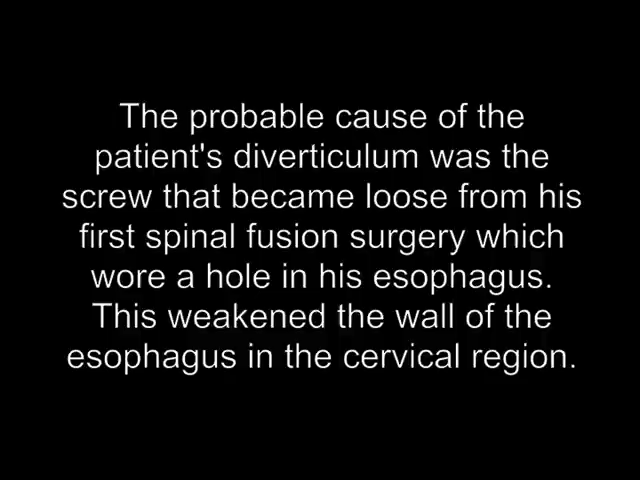 The probable cause of the
patient's diverticulum was the
screw that became loose from his
first spinal fusion surgery which
wore a hole in his esophagus.
This weakened the wall of the
esophagus in the cervical region.